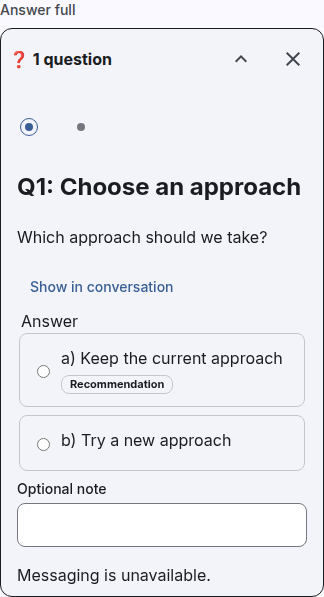 Answer full
❓ 1 question
Q1: Choose an approach
Which approach should we take?
Show in conversation
Answer
a) Keep the current approach
Recommendation
b) Try a new approach
Optional note
Messaging is unavailable.